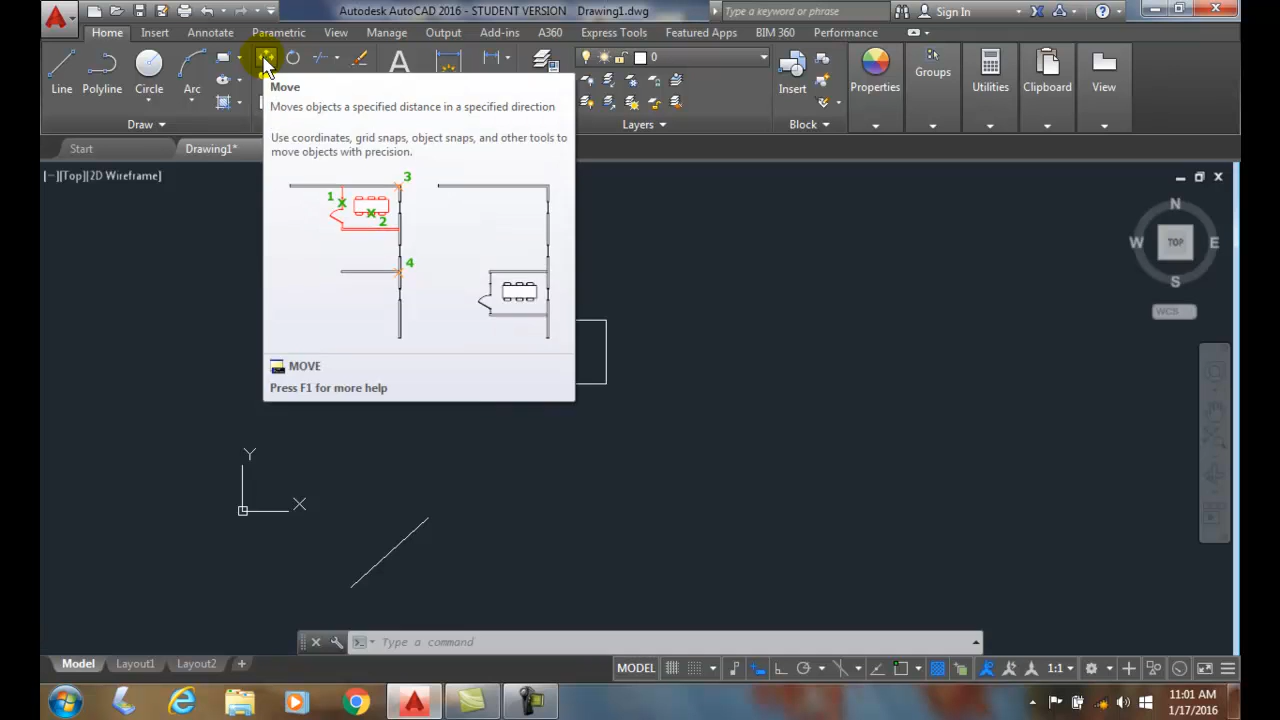 Autodesk AutoCAD 2016 - STUDENT VERSION Drawing1.dwg
Type a keyword or phrase
Sign In
Home Insert Annotate Parametric View Manage Output Add-ins A360 Express Tools Featured Apps BIM 360 Performance
A
0
Line Polyline Circle Arc
Insert Properties Groups Utilities Clipboard View
Draw Layers Block
Start Drawing1*
Move
Moves objects a specified distance in a specified direction
Use coordinates, grid snaps, object snaps, and other tools to
move objects with precision.
3
1
2
4
MOVE
Press F1 for more help
[−][Top][2D Wireframe]
N
W TOP E
S
WCS
Y
X
Type a command
Model Layout1 Layout2 +
MODEL 1:1
11:01 AM
1/17/2016